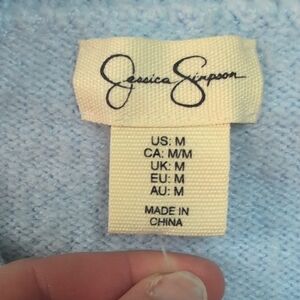 Jessica Simpson
US: M
CA: M/M
UK: M
EU: M
AU: M
MADE IN
CHINA